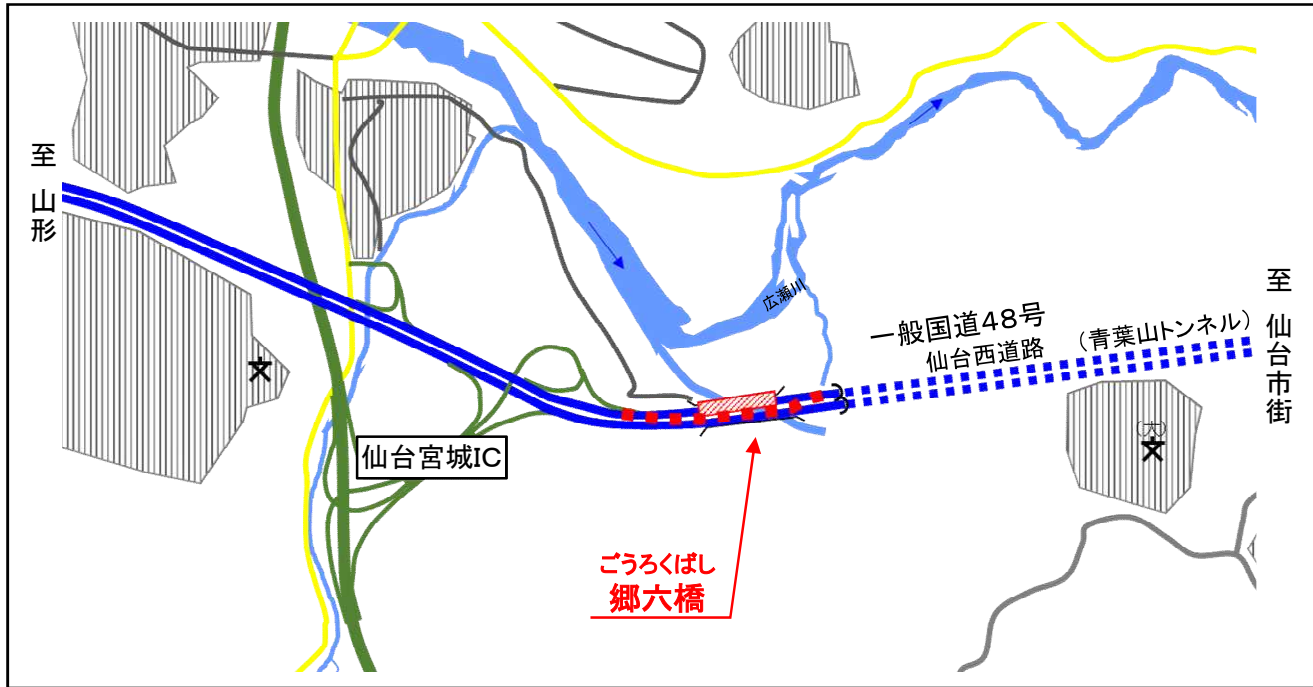 至 山形
広瀬川
一般国道48号
仙台西道路
(青葉山トンネル)
至 仙台市街
仙台宮城IC
(大)
ごうろくばし
郷六橋